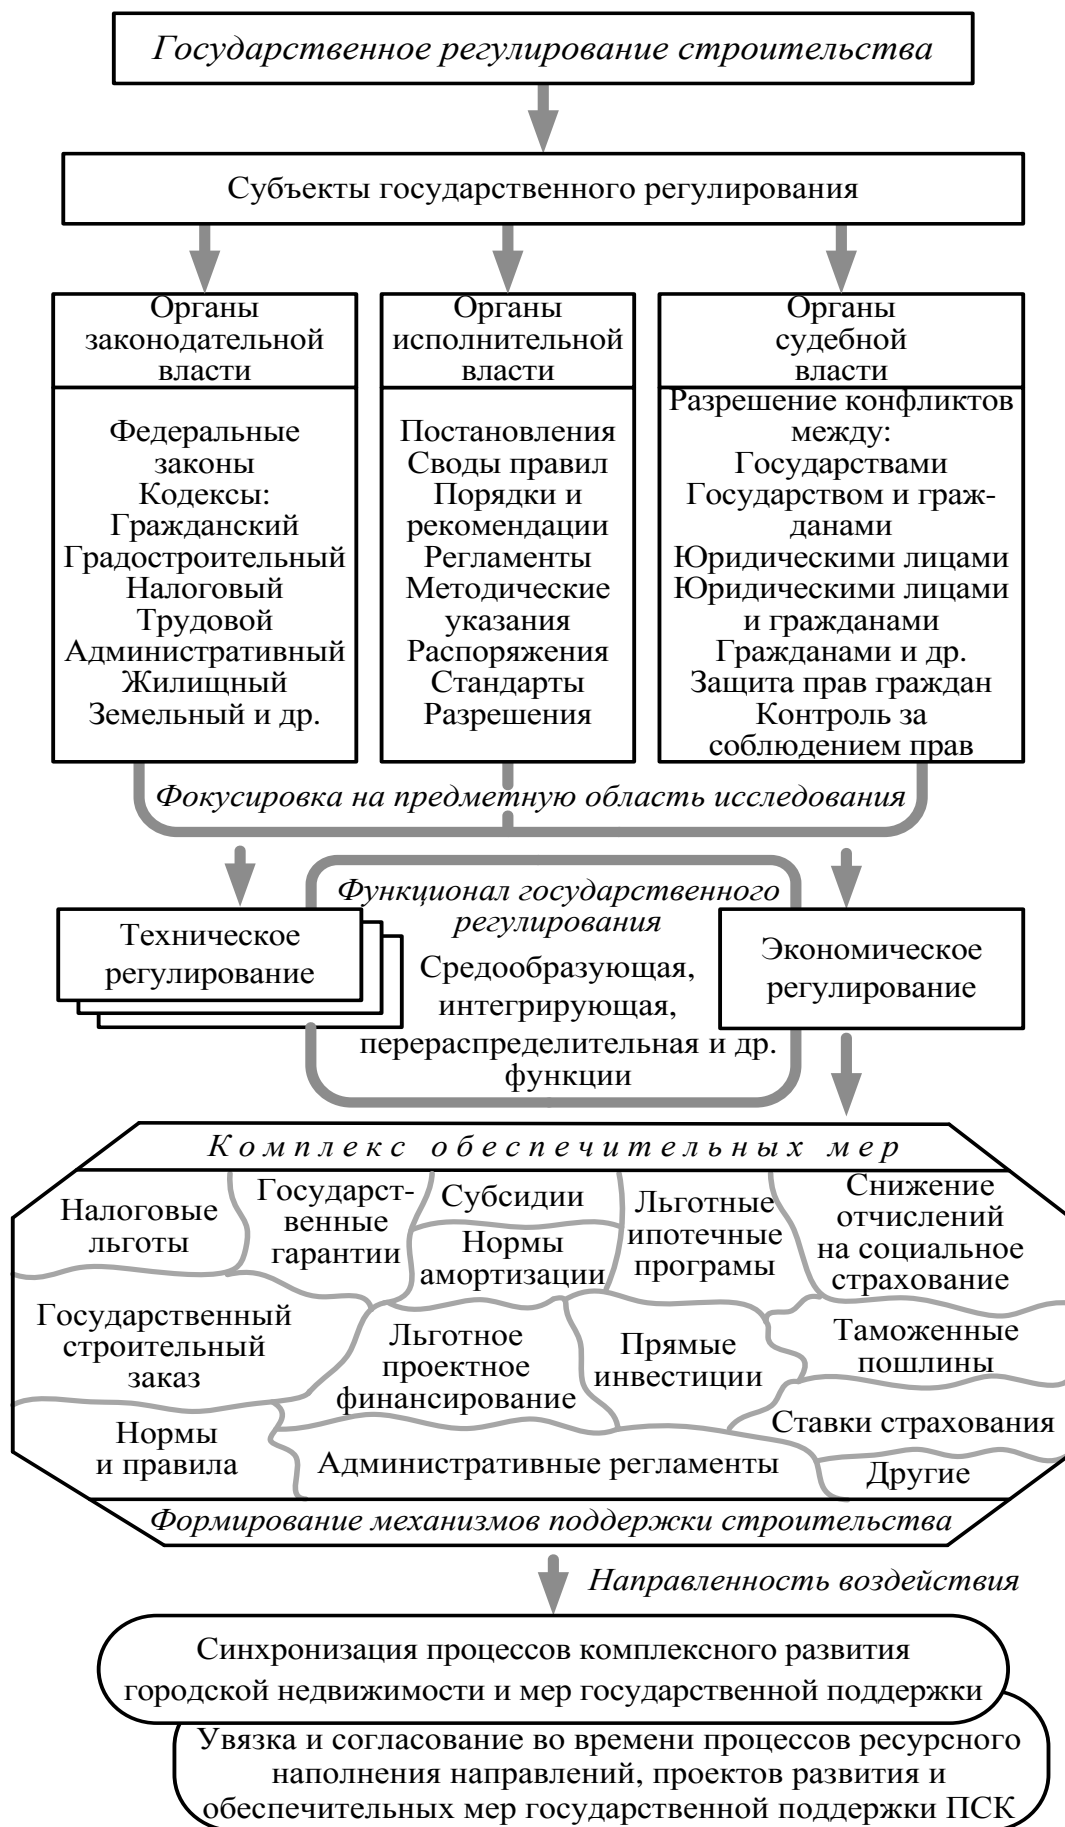 Государственное регулирование строительства
Субъекты государственного регулирования
Органы
законодательной
власти
Федеральные
законы
Кодексы:
Гражданский
Градостроительный
Налоговый
Трудовой
Административный
Жилищный
Земельный и др.
Органы
исполнительной
власти
Постановления
Своды правил
Порядки и
рекомендации
Регламенты
Методические
указания
Распоряжения
Стандарты
Разрешения
Органы
судебной
власти
Разрешение конфликтов
между:
Государствами
Государством и граж-
данами
Юридическими лицами
Юридическими лицами
и гражданами
Гражданами и др.
Защита прав граждан
Контроль за
соблюдением прав
Фокусировка на предметную область исследования
Техническое
регулирование
Функционал государственного
регулирования
Средообразующая,
интегрирующая,
перераспределительная и др.
функции
Экономическое
регулирование
Комплекс обеспечительных мер
Налоговые
льготы
Государст-
венные
гарантии
Субсидии
Нормы
амортизации
Льготные
ипотечные
програмы
Снижение
отчислений
на социальное
страхование
Государственный
строительный
заказ
Льготное
проектное
финансирование
Прямые
инвестиции
Таможенные
пошлины
Ставки страхования
Нормы
и правила
Административные регламенты
Другие
Формирование механизмов поддержки строительства
Направленность воздействия
Синхронизация процессов комплексного развития
городской недвижимости и мер государственной поддержки
Увязка и согласование во времени процессов ресурсного
наполнения направлений, проектов развития и
обеспечительных мер государственной поддержки ПСК